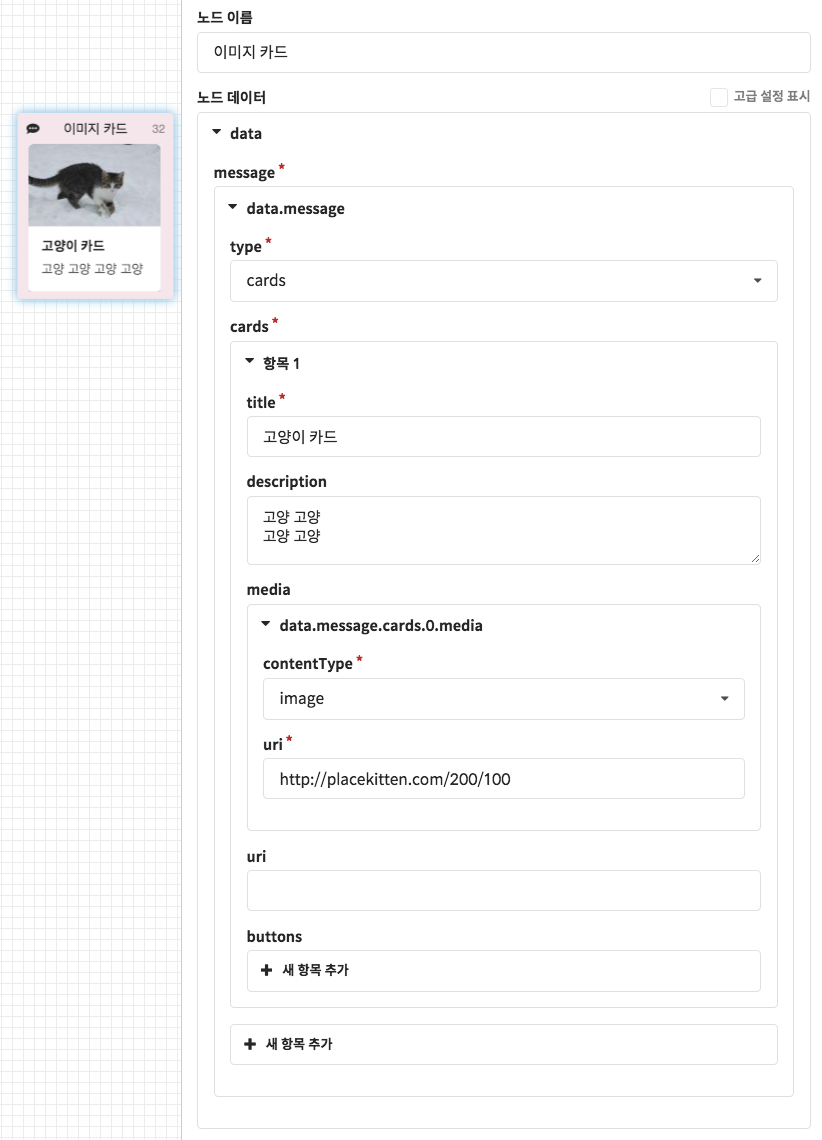 노드 이름
이미지 카드
노드 데이터
고급 설정 표시
이미지 카드 32
고양이 카드
고양 고양 고양 고양
data
message *
data.message
type *
cards
cards *
항목 1
title *
고양이 카드
description
고양 고양
고양 고양
media
data.message.cards.0.media
contentType *
image
uri *
http://placekitten.com/200/100
uri
buttons
새 항목 추가
새 항목 추가